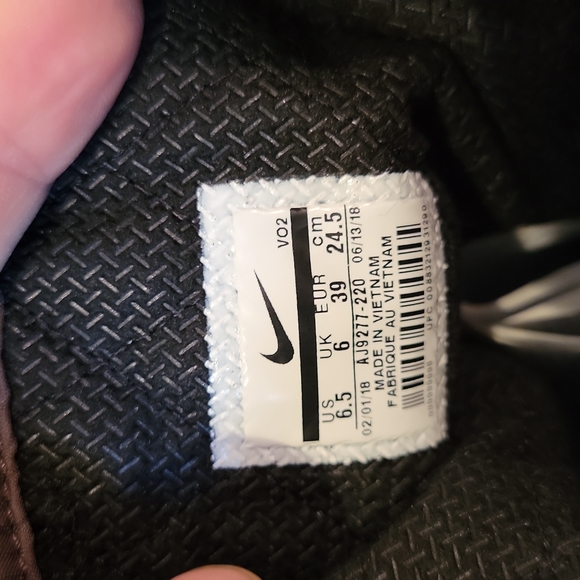 VO2
US UK EUR cm
6.5 6 39 24.5
02/01/18 AJ9277-220 06/13/18
MADE IN VIETNAM
FABRIQUE AU VIETNAM